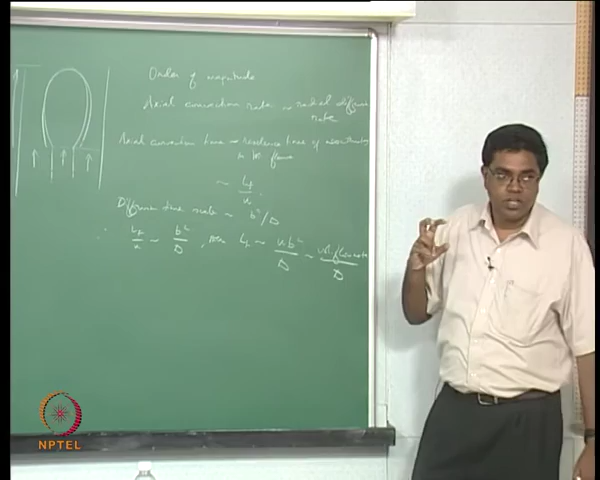 Order of magnitude
Axial convection rate ~ radial diffusion rate
Axial convection time ~ residence time of
in the flame
~ Lf/u.
Diffusion time scale ~ b²/D
∴ Lf/u ~ b²/D, then Lf ~ ub²/D ~ vol. flow rate/D
NPTEL